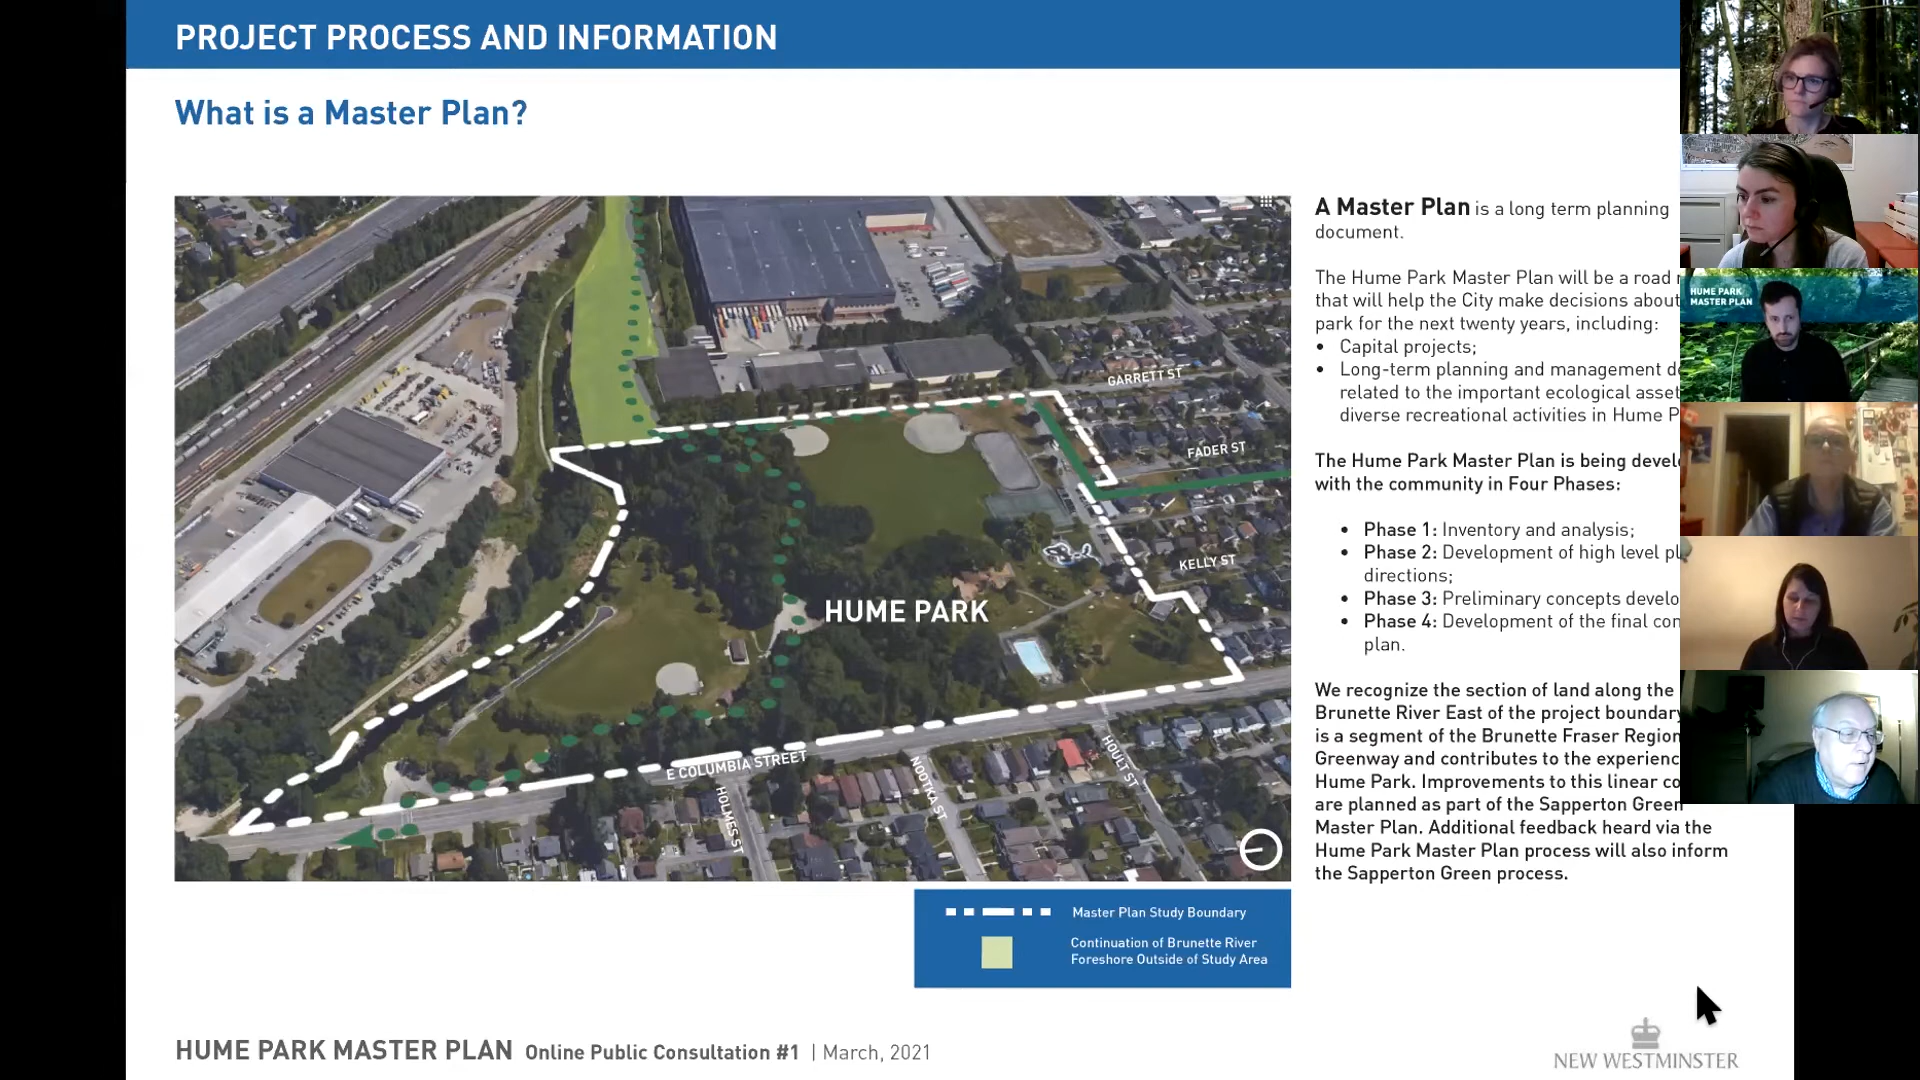 PROJECT PROCESS AND INFORMATION
What is a Master Plan?
A Master Plan is a long term planning
document.
The Hume Park Master Plan will be a road
that will help the City make decisions about
park for the next twenty years, including:
• Capital projects;
• Long-term planning and management
related to the important ecological
diverse recreational activities in Hume
The Hume Park Master Plan is being
with the community in Four Phases:
• Phase 1: Inventory and analysis;
• Phase 2: Development of high level
directions;
• Phase 3: Preliminary concepts
• Phase 4: Development of the final
plan.
We recognize the section of land along the
Brunette River East of the project boundary
is a segment of the Brunette Fraser
Greenway and contributes to the
Hume Park. Improvements to this linear
are planned as part of the Sapperton Green
Master Plan. Additional feedback heard via the
Hume Park Master Plan process will also inform
the Sapperton Green process.
GARRETT ST
FADER ST
KELLY ST
HUME PARK
E COLUMBIA STREET
HOLMES ST
NOOTKA ST
HOULT ST
Master Plan Study Boundary
Continuation of Brunette River
Foreshore Outside of Study Area
HUME PARK
MASTER PLAN
HUME PARK MASTER PLAN Online Public Consultation #1 | March, 2021
NEW WESTMINSTER